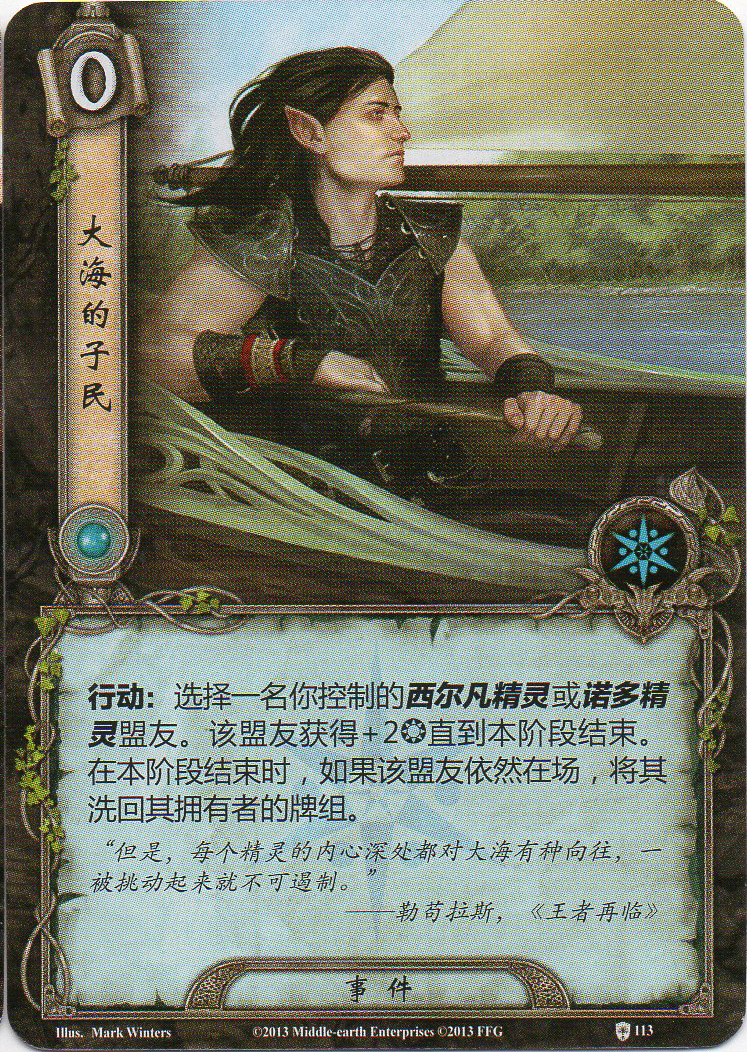 0
大海的子民
行动：选择一名你控制的西尔凡精灵或诺多精
灵盟友。该盟友获得+2直到本阶段结束。
在本阶段结束时，如果该盟友依然在场，将其
洗回其拥有者的牌组。
“但是，每个精灵的内心深处都对大海有种向往，一
被挑动起来就不可遏制。”
——勒苟拉斯，《王者再临》
事件
Illus. Mark Winters
©2013 Middle-earth Enterprises ©2013 FFG
113